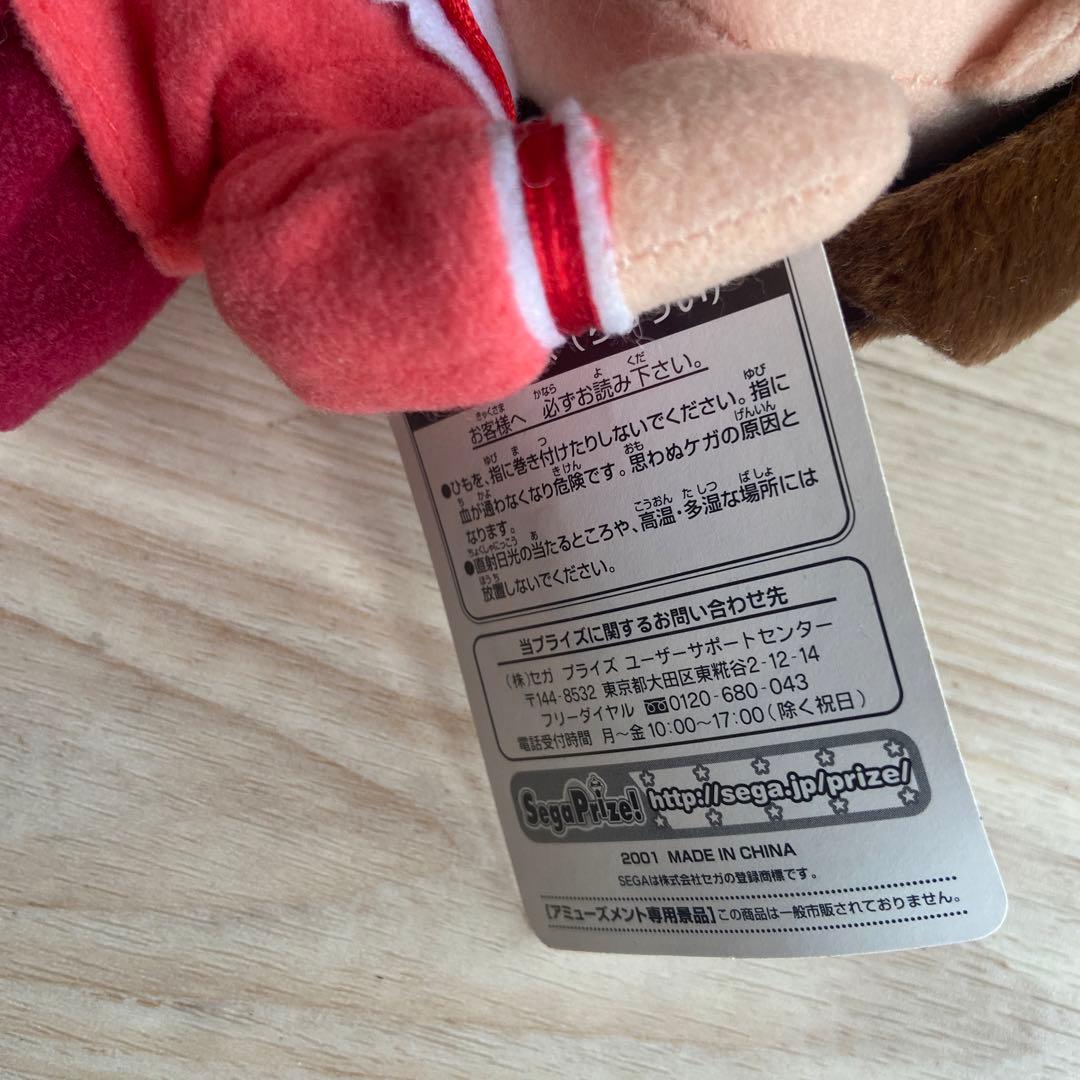 お客様へ 必ずお読み下さい。
●ひもを、指に巻き付けたりしないでください。指に
血が通わなくなり危険です。思わぬケガの原因と
なります。
●直射日光の当たるところや、高温・多湿な場所には
放置しないでください。
当プライズに関するお問い合わせ先
(株)セガ プライズ ユーザーサポートセンター
〒144-8532 東京都大田区東糀谷2-12-14
フリーダイヤル 0120-680-043
電話受付時間 月〜金10:00〜17:00(除く祝日)
SegaPrize! http://sega.jp/prize/
2001 MADE IN CHINA
SEGAは株式会社セガの登録商標です。
【アミューズメント専用景品】この商品は一般市販されておりません。